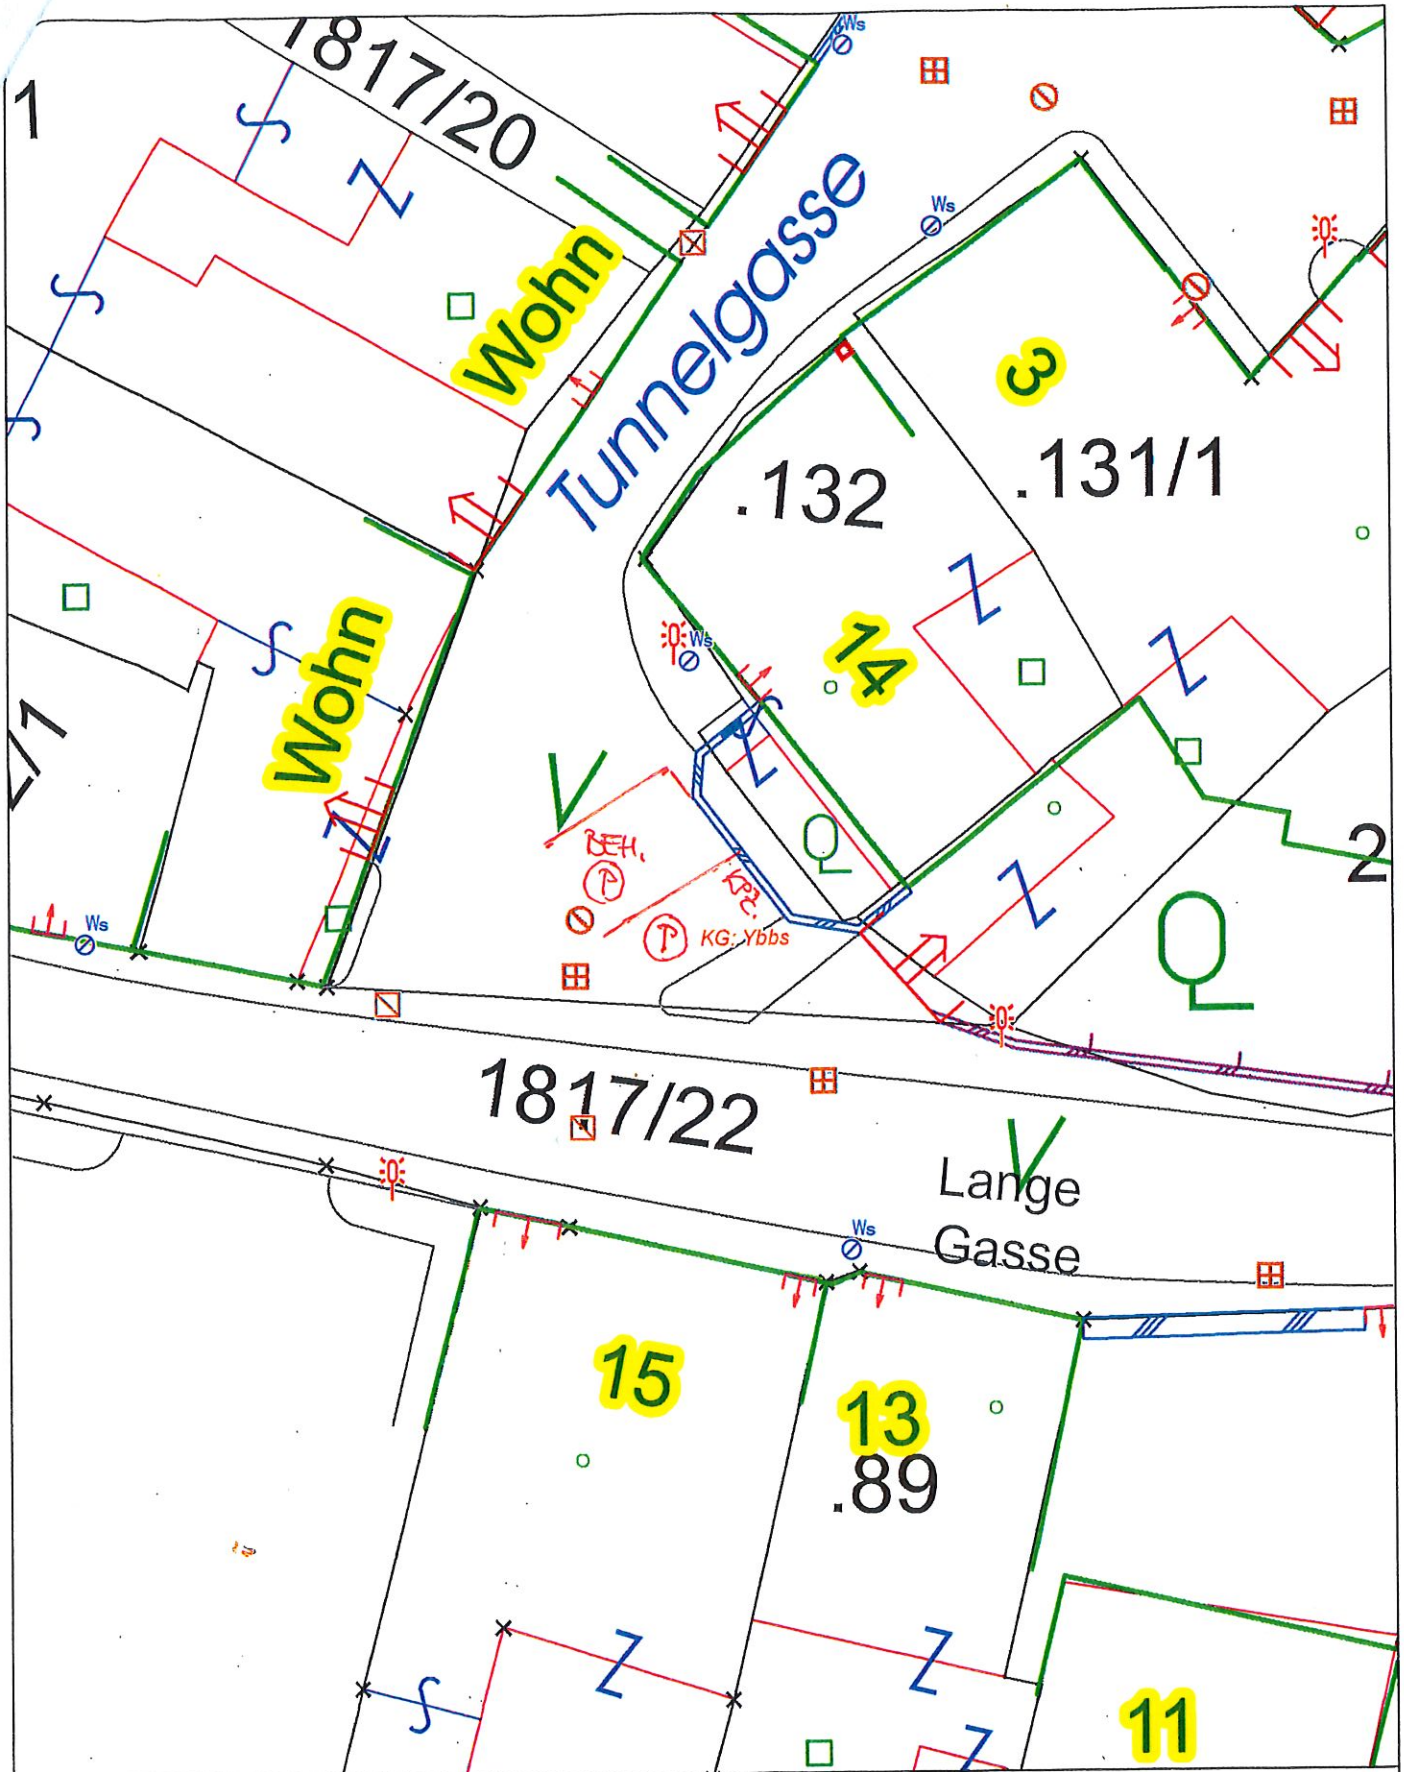 Ws
1817/20
1
Ws
Tunnelgasse
Wohn
3
.131/1
.132
14
Ws
Wohn
BEH.
P
KPZ.
P
KG: Ybbs
2
Ws
1817/22
Lange
Gasse
Ws
15
13
.89
11